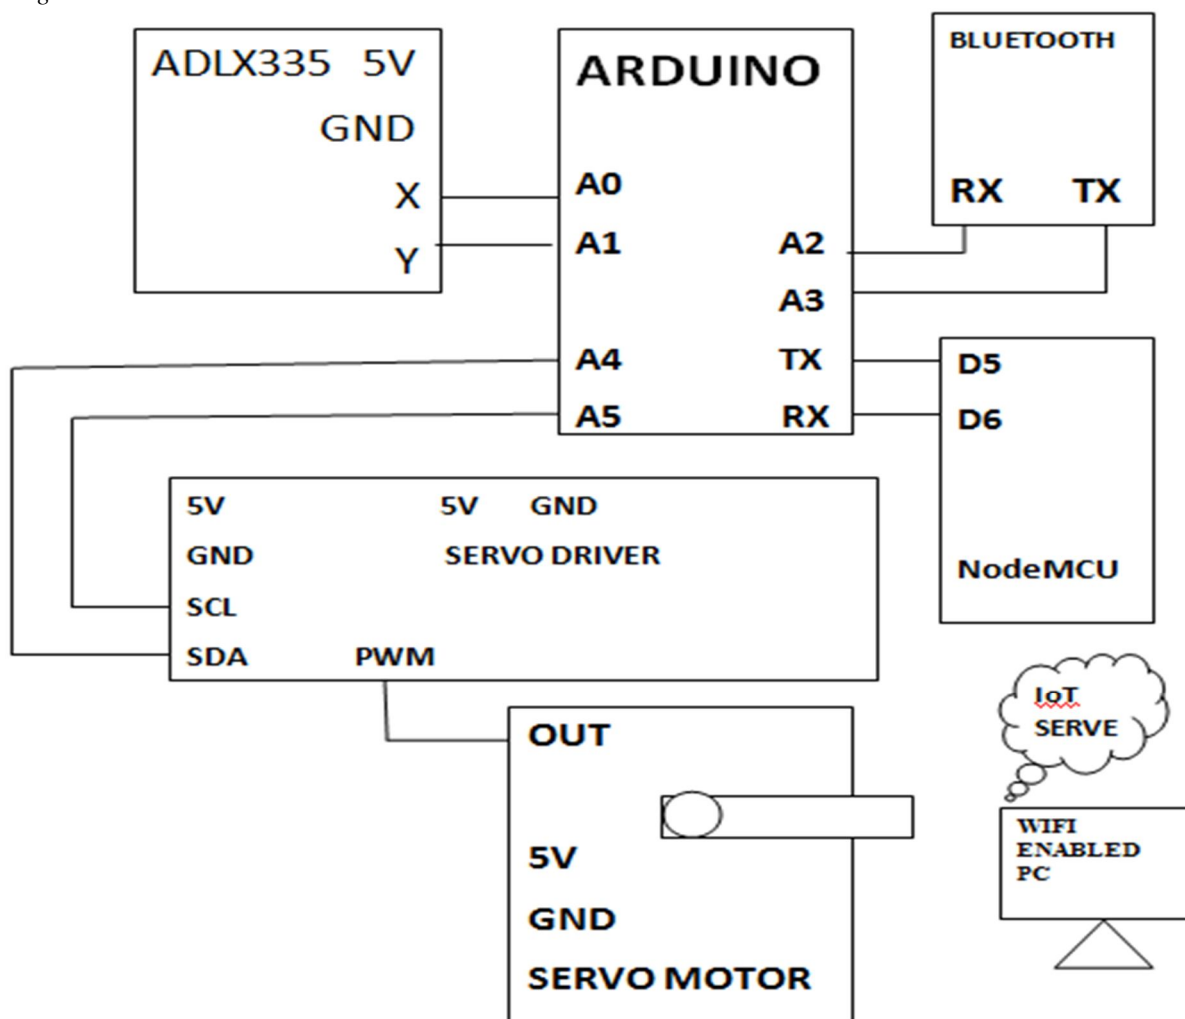 ADLX335 5V
GND
X
Y
ARDUINO
A0
A1
A2
A3
A4
A5
TX
RX
BLUETOOTH
RX TX
D5
D6
NodeMCU
5V 5V GND
GND SERVO DRIVER
SCL
SDA PWM
OUT
5V
GND
SERVO MOTOR
IoT
SERVE
WIFI
ENABLED
PC